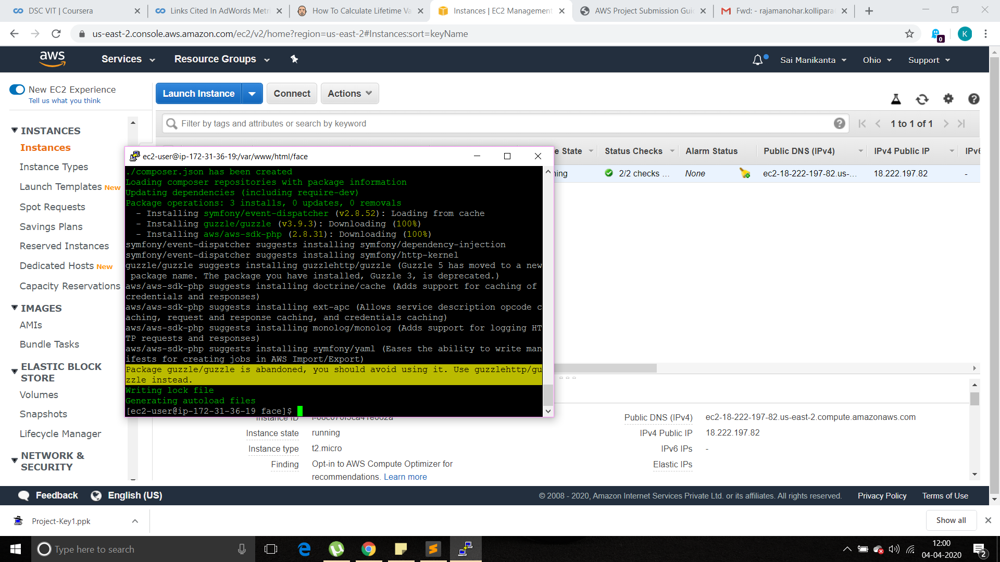 DSC VIT | Coursera
Links Cited In AdWords Metri
How To Calculate Lifetime Va
Instances | EC2 Management
AWS Project Submission Guid
Fwd: - rajamanohar.kollipara
us-east-2.console.aws.amazon.com/ec2/v2/home?region=us-east-2#Instances:sort=keyName
0
K
aws
Services
Resource Groups
Sai Manikanta
Ohio
Support
New EC2 Experience
Tell us what you think
Launch Instance
Connect
Actions
Filter by tags and attributes or search by keyword
1 to 1 of 1
INSTANCES
Instances
Instance Types
Launch Templates New
Spot Requests
Savings Plans
Reserved Instances
Dedicated Hosts New
Capacity Reservations
IMAGES
AMIs
Bundle Tasks
ELASTIC BLOCK
STORE
Volumes
Snapshots
Lifecycle Manager
NETWORK &
SECURITY
e State
Status Checks
Alarm Status
Public DNS (IPv4)
IPv4 Public IP
IPv6
ning
2/2 checks ...
None
ec2-18-222-197-82.us-...
18.222.197.82
-
ec2-user@ip-172-31-36-19:/var/www/html/face
./composer.json has been created
Loading composer repositories with package information
Updating dependencies (including require-dev)
Package operations: 3 installs, 0 updates, 0 removals
- Installing symfony/event-dispatcher (v2.8.52): Loading from cache
- Installing guzzle/guzzle (v3.9.3): Downloading (100%)
- Installing aws/aws-sdk-php (2.8.31): Downloading (100%)
symfony/event-dispatcher suggests installing symfony/dependency-injection
symfony/event-dispatcher suggests installing symfony/http-kernel
guzzle/guzzle suggests installing guzzlehttp/guzzle (Guzzle 5 has moved to a new
package name. The package you have installed, Guzzle 3, is deprecated.)
aws/aws-sdk-php suggests installing doctrine/cache (Adds support for caching of
credentials and responses)
aws/aws-sdk-php suggests installing ext-apc (Allows service description opcode c
aching, request and response caching, and credentials caching)
aws/aws-sdk-php suggests installing monolog/monolog (Adds support for logging HT
TP requests and responses)
aws/aws-sdk-php suggests installing symfony/yaml (Eases the ability to write man
ifests for creating jobs in AWS Import/Export)
Package guzzle/guzzle is abandoned, you should avoid using it. Use guzzlehttp/gu
zzle instead.
Writing lock file
Generating autoload files
[ec2-user@ip-172-31-36-19 face]$
Instance ID
Instance state
running
Instance type
t2.micro
Finding
Opt-in to AWS Compute Optimizer for
recommendations. Learn more
Public DNS (IPv4)
ec2-18-222-197-82.us-east-2.compute.amazonaws.com
IPv4 Public IP
18.222.197.82
IPv6 IPs
-
Elastic IPs
Feedback
English (US)
© 2008 - 2020, Amazon Internet Services Private Ltd. or its affiliates. All rights reserved.
Privacy Policy
Terms of Use
Project-Key1.ppk
Show all
Type here to search
12:00
04-04-2020
2